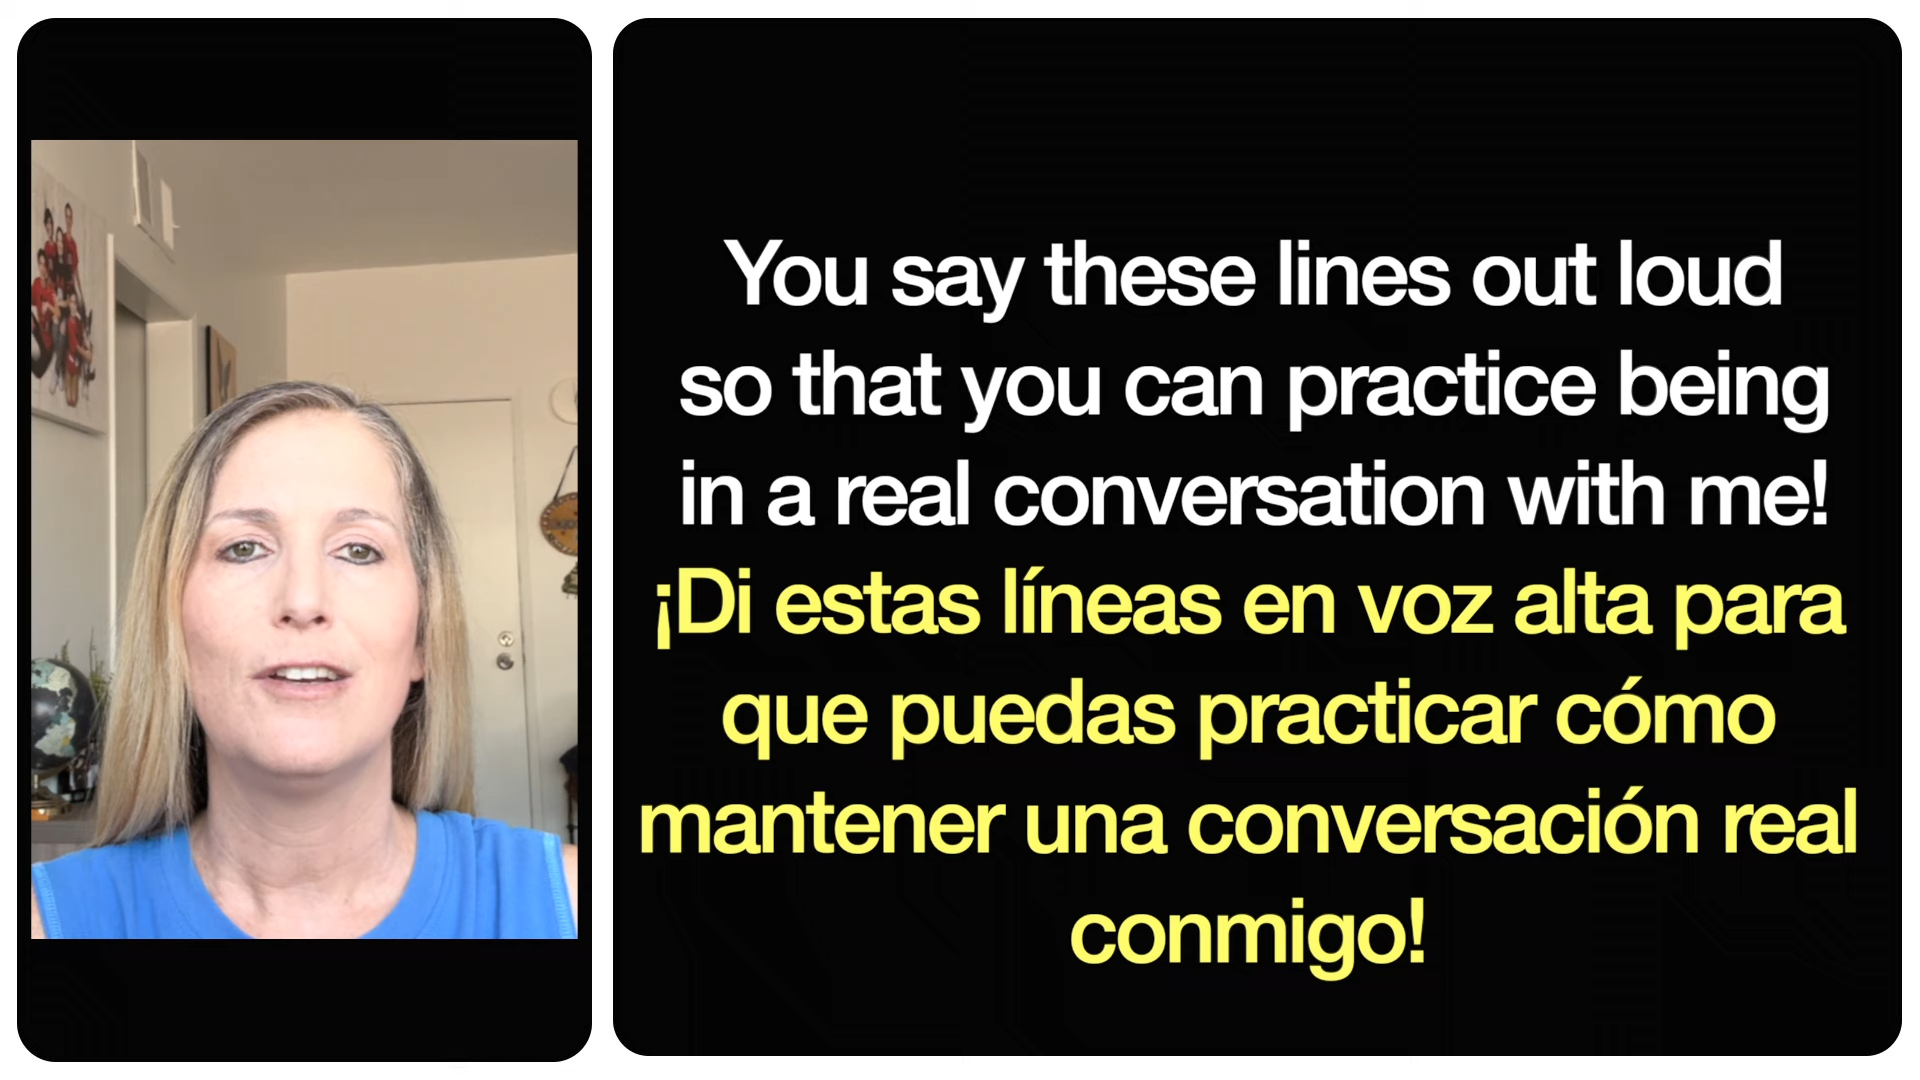 You say these lines out loud
so that you can practice being
in a real conversation with me!
¡Di estas líneas en voz alta para
que puedas practicar cómo
mantener una conversación real
conmigo!